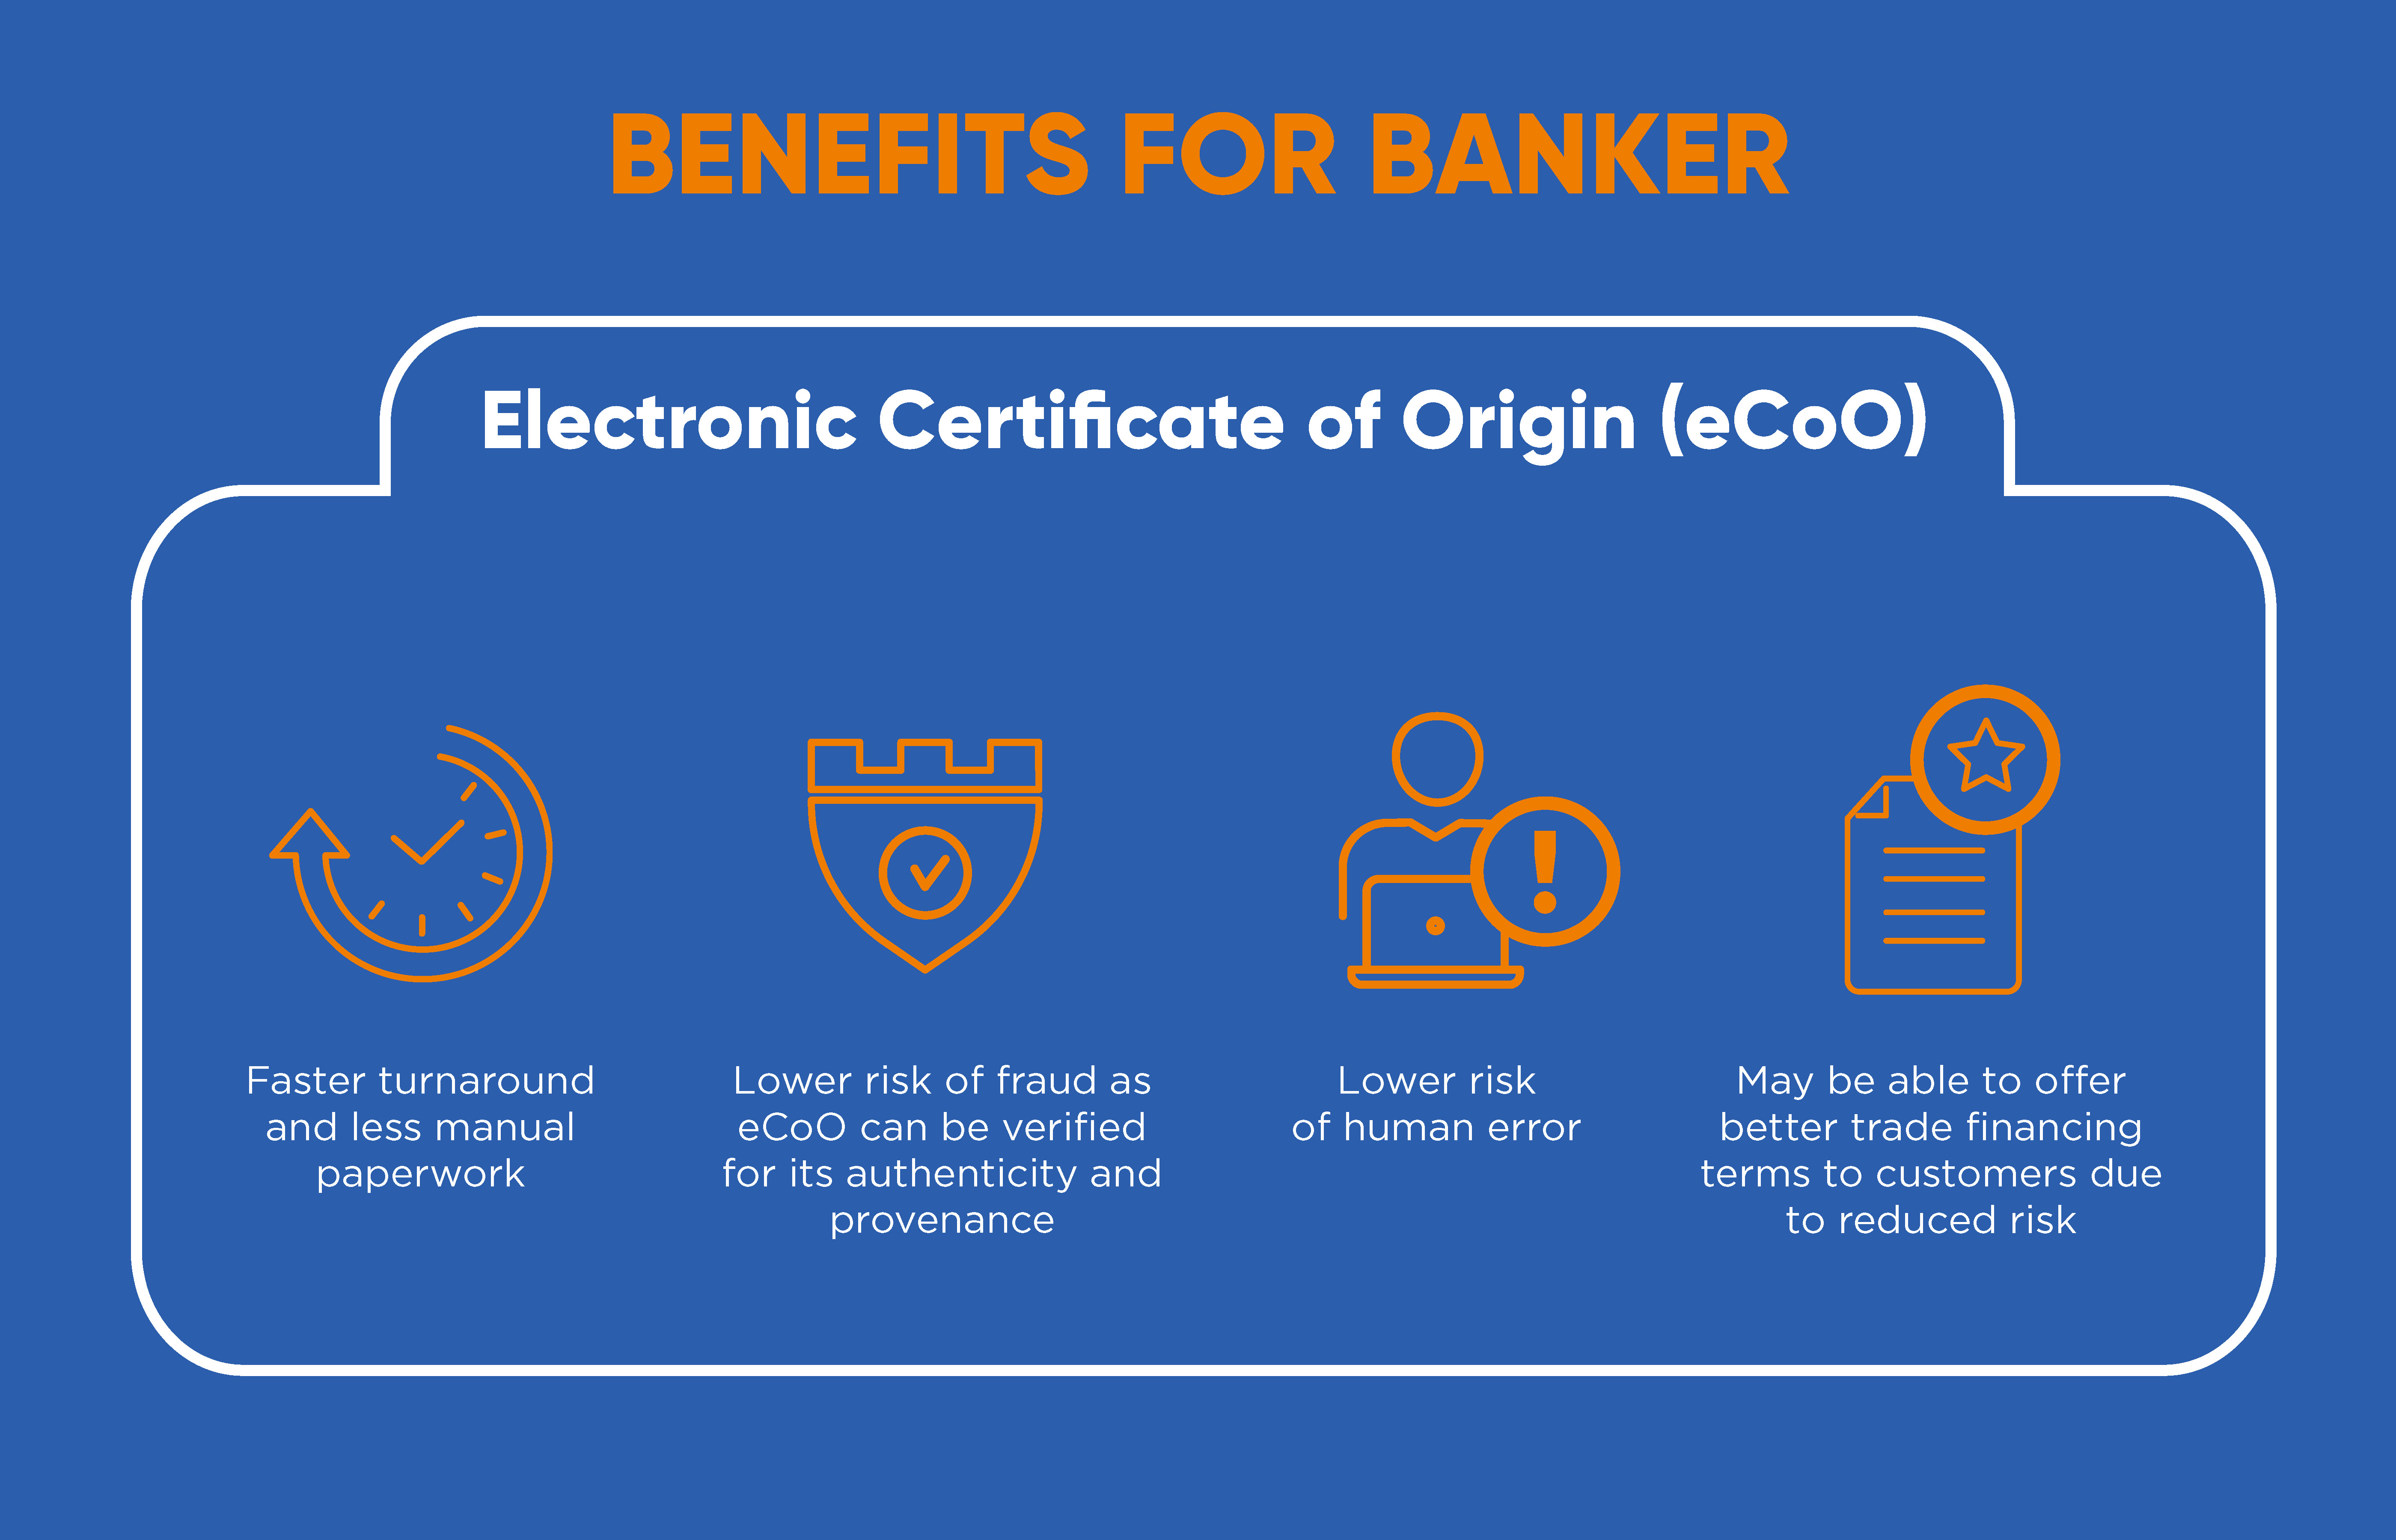 BENEFITS FOR BANKER
Electronic Certificate of Origin (eCoO)
Faster turnaround
and less manual
paperwork
Lower risk of fraud as
eCoO can be verified
for its authenticity and
provenance
Lower risk
of human error
May be able to offer
better trade financing
terms to customers due
to reduced risk